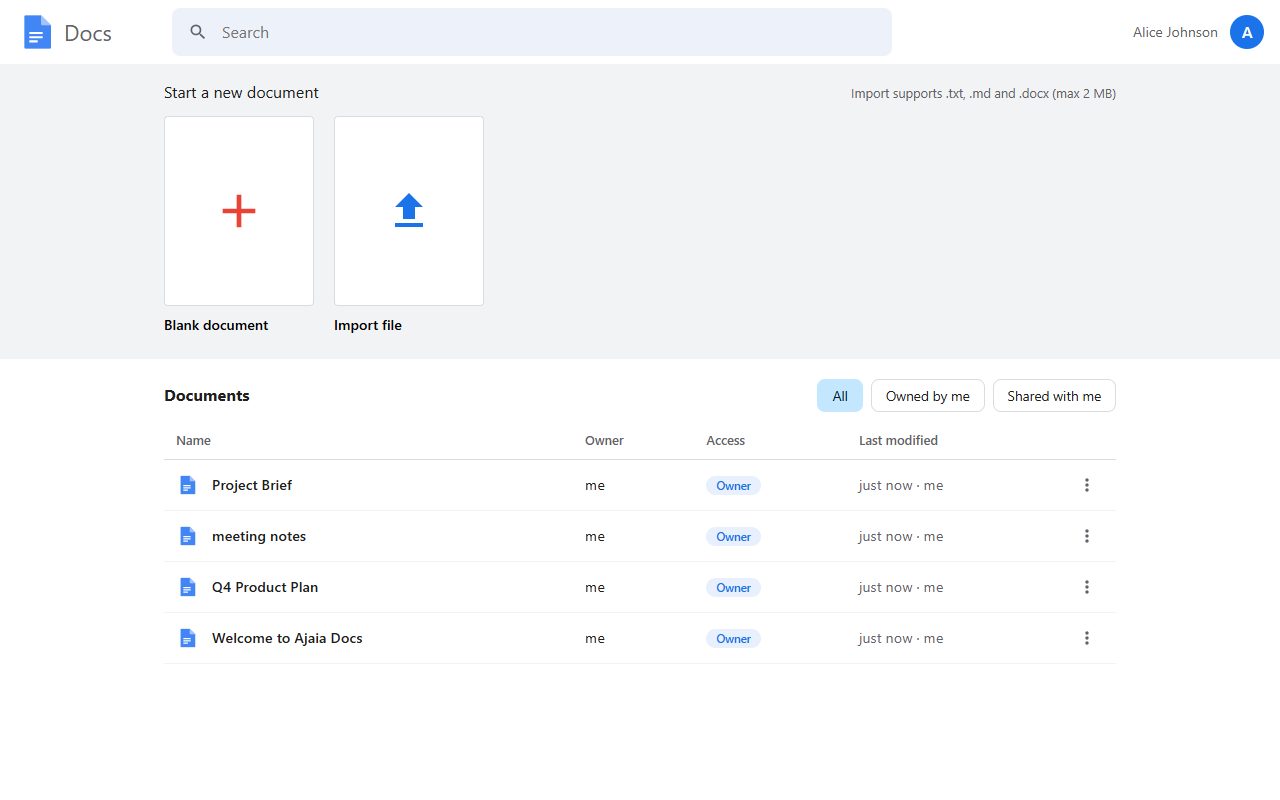 Docs
Search
Alice Johnson
A
Start a new document
Import supports .txt, .md and .docx (max 2 MB)
Blank document
Import file
Documents
All
Owned by me
Shared with me
Name Owner Access Last modified
Project Brief me Owner just now · me
meeting notes me Owner just now · me
Q4 Product Plan me Owner just now · me
Welcome to Ajaia Docs me Owner just now · me